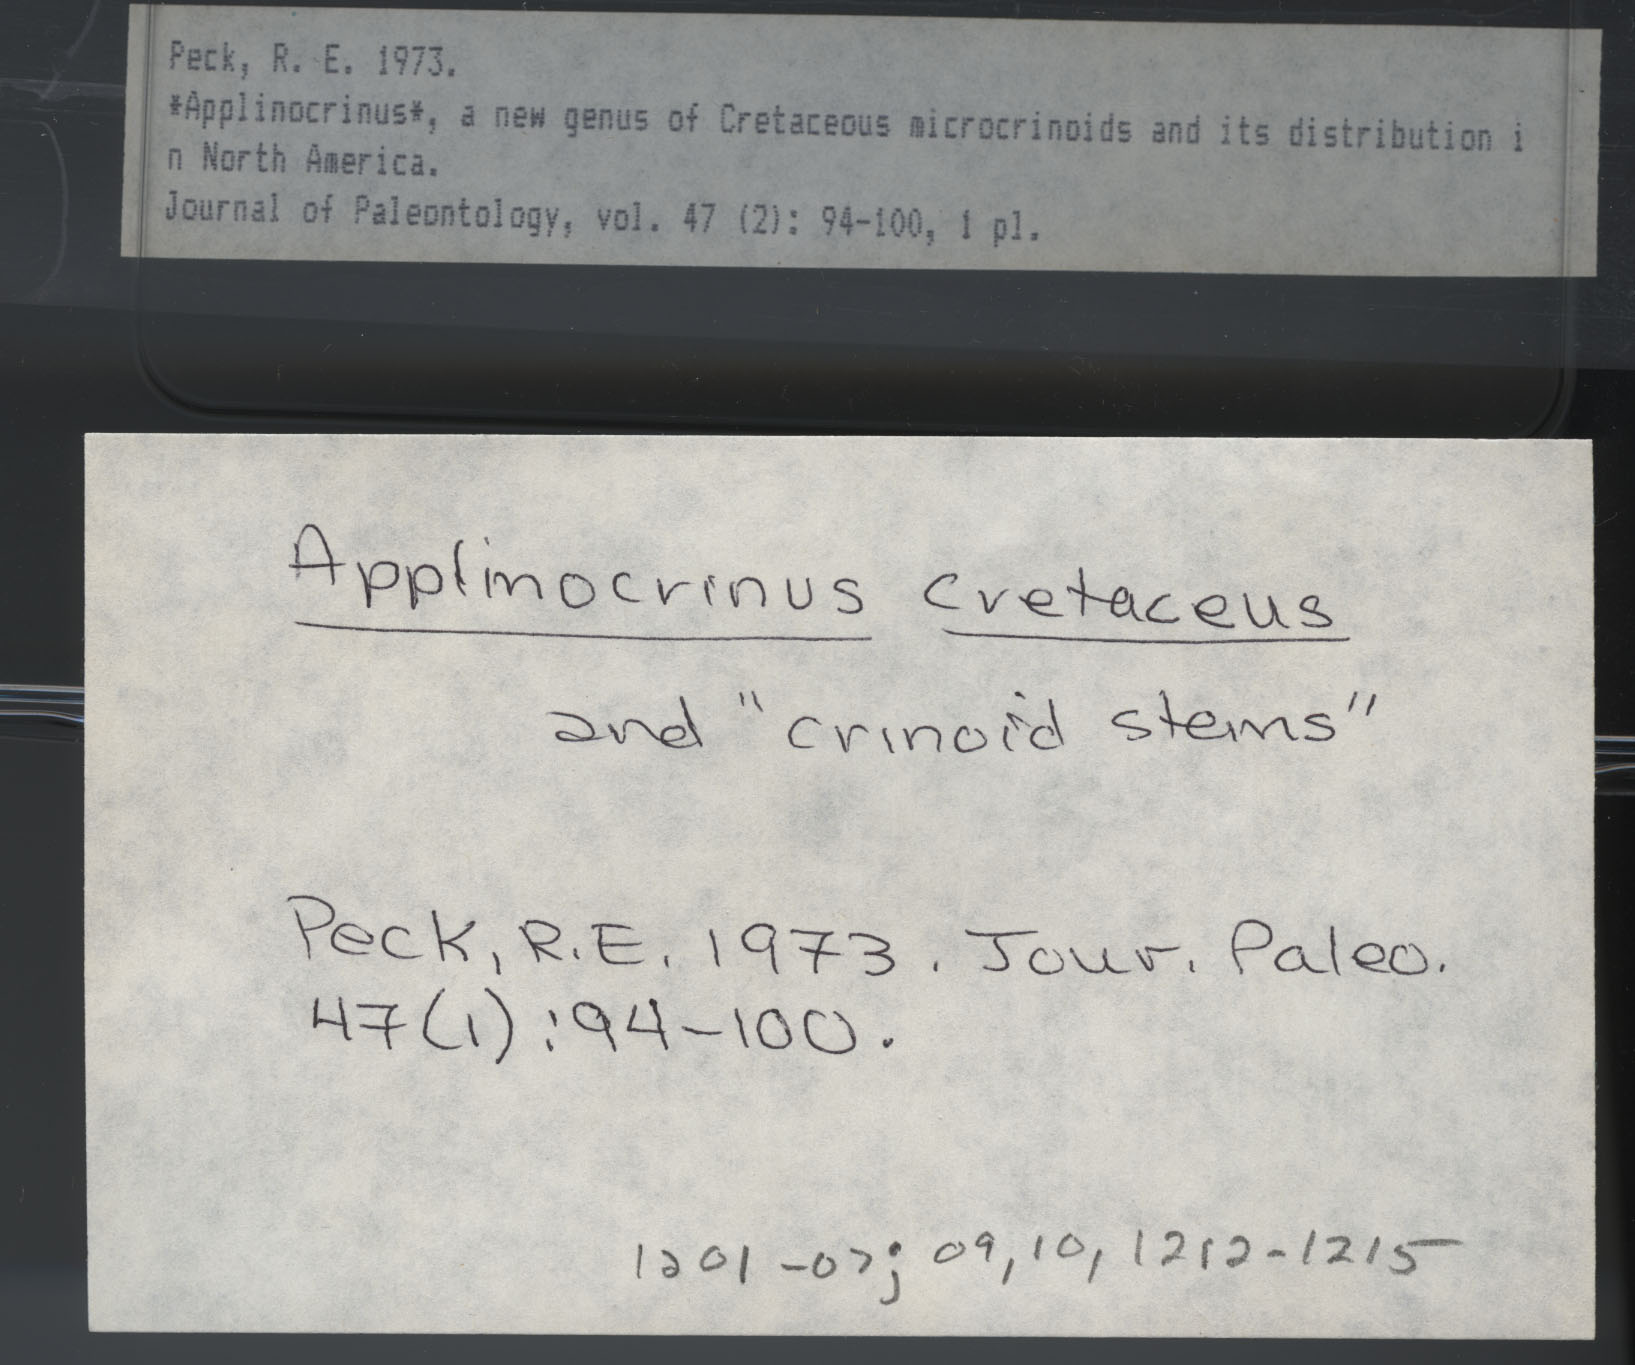 Peck, R. E. 1973.
*Applinocrinus*, a new genus of Cretaceous microcrinoids and its distribution i
n North America.
Journal of Paleontology, vol. 47 (2): 94-100, 1 pl.
Applinocrinus cretaceus
and "crinoid stems"
Peck, R.E. 1973. Jour. Paleo.
47(1):94-100.
1201-07; 09, 10, 1212-1215